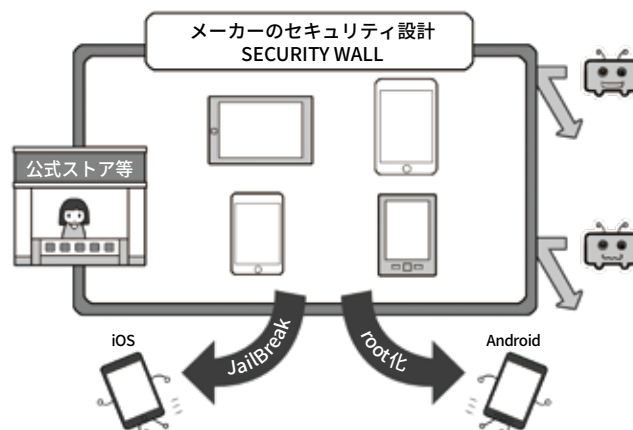 メーカーのセキュリティ設計
SECURITY WALL
公式ストア等
JailBreak
root化
iOS
Android